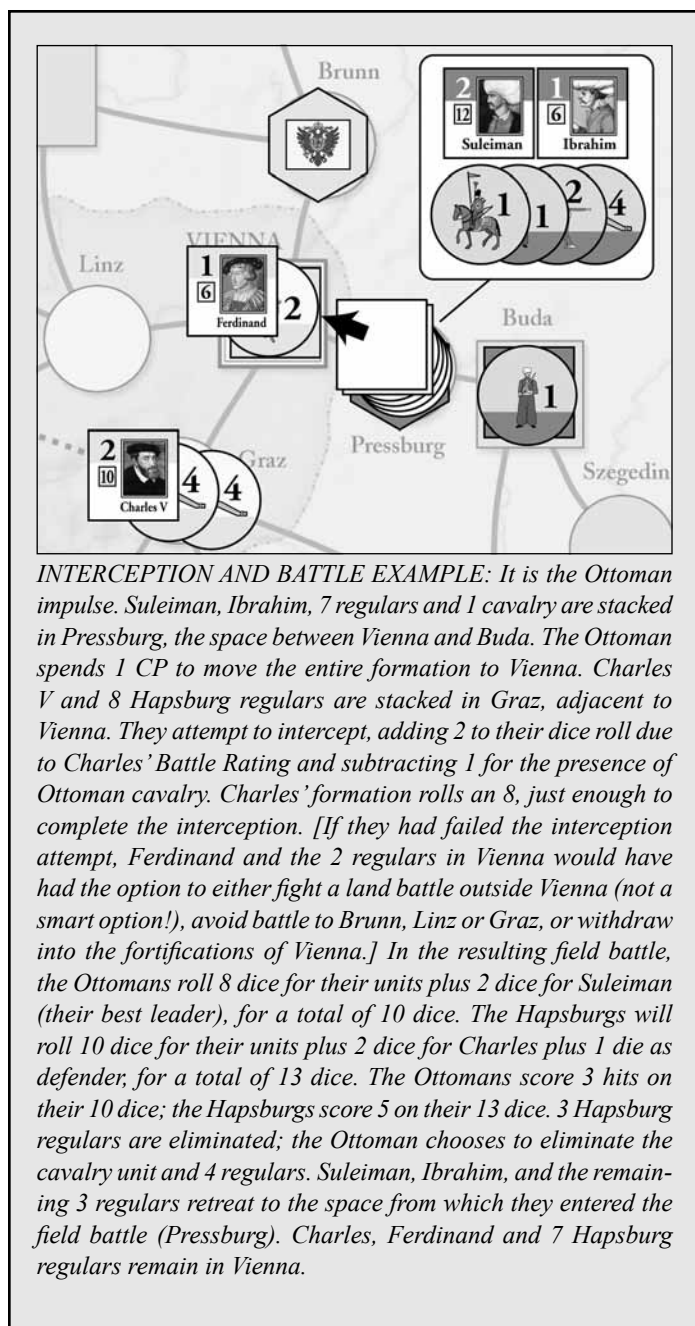 Brunn
2
12
Suleiman
1
6
Ibrahim
1
1
2
4
Linz
VIENNA
1
6
Ferdinand
2
Buda
1
Pressburg
2
10
Charles V
4
4
Graz
Szegedin
INTERCEPTION AND BATTLE EXAMPLE: It is the Ottoman
impulse. Suleiman, Ibrahim, 7 regulars and 1 cavalry are stacked
in Pressburg, the space between Vienna and Buda. The Ottoman
spends 1 CP to move the entire formation to Vienna. Charles
V and 8 Hapsburg regulars are stacked in Graz, adjacent to
Vienna. They attempt to intercept, adding 2 to their dice roll due
to Charles’ Battle Rating and subtracting 1 for the presence of
Ottoman cavalry. Charles’ formation rolls an 8, just enough to
complete the interception. [If they had failed the interception
attempt, Ferdinand and the 2 regulars in Vienna would have
had the option to either fight a land battle outside Vienna (not a
smart option!), avoid battle to Brunn, Linz or Graz, or withdraw
into the fortifications of Vienna.] In the resulting field battle,
the Ottomans roll 8 dice for their units plus 2 dice for Suleiman
(their best leader), for a total of 10 dice. The Hapsburgs will
roll 10 dice for their units plus 2 dice for Charles plus 1 die as
defender, for a total of 13 dice. The Ottomans score 3 hits on
their 10 dice; the Hapsburgs score 5 on their 13 dice. 3 Hapsburg
regulars are eliminated; the Ottoman chooses to eliminate the
cavalry unit and 4 regulars. Suleiman, Ibrahim, and the remain-
ing 3 regulars retreat to the space from which they entered the
field battle (Pressburg). Charles, Ferdinand and 7 Hapsburg
regulars remain in Vienna.